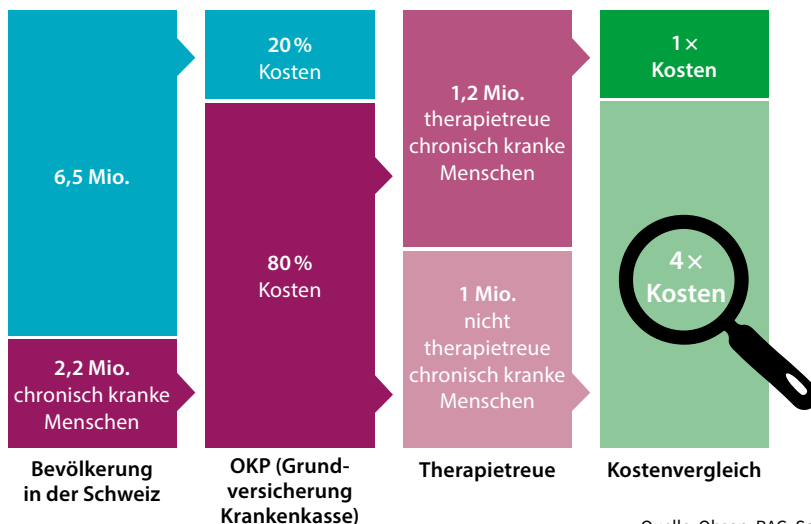 6,5 Mio.
2,2 Mio.
chronisch kranke
Menschen
Bevölkerung
in der Schweiz
20 %
Kosten
80 %
Kosten
OKP (Grund-
versicherung
Krankenkasse)
1,2 Mio.
therapietreue
chronisch kranke
Menschen
1 Mio.
nicht
therapietreue
chronisch kranke
Menschen
Therapietreue
1 ×
Kosten
4 ×
Kosten
Kostenvergleich